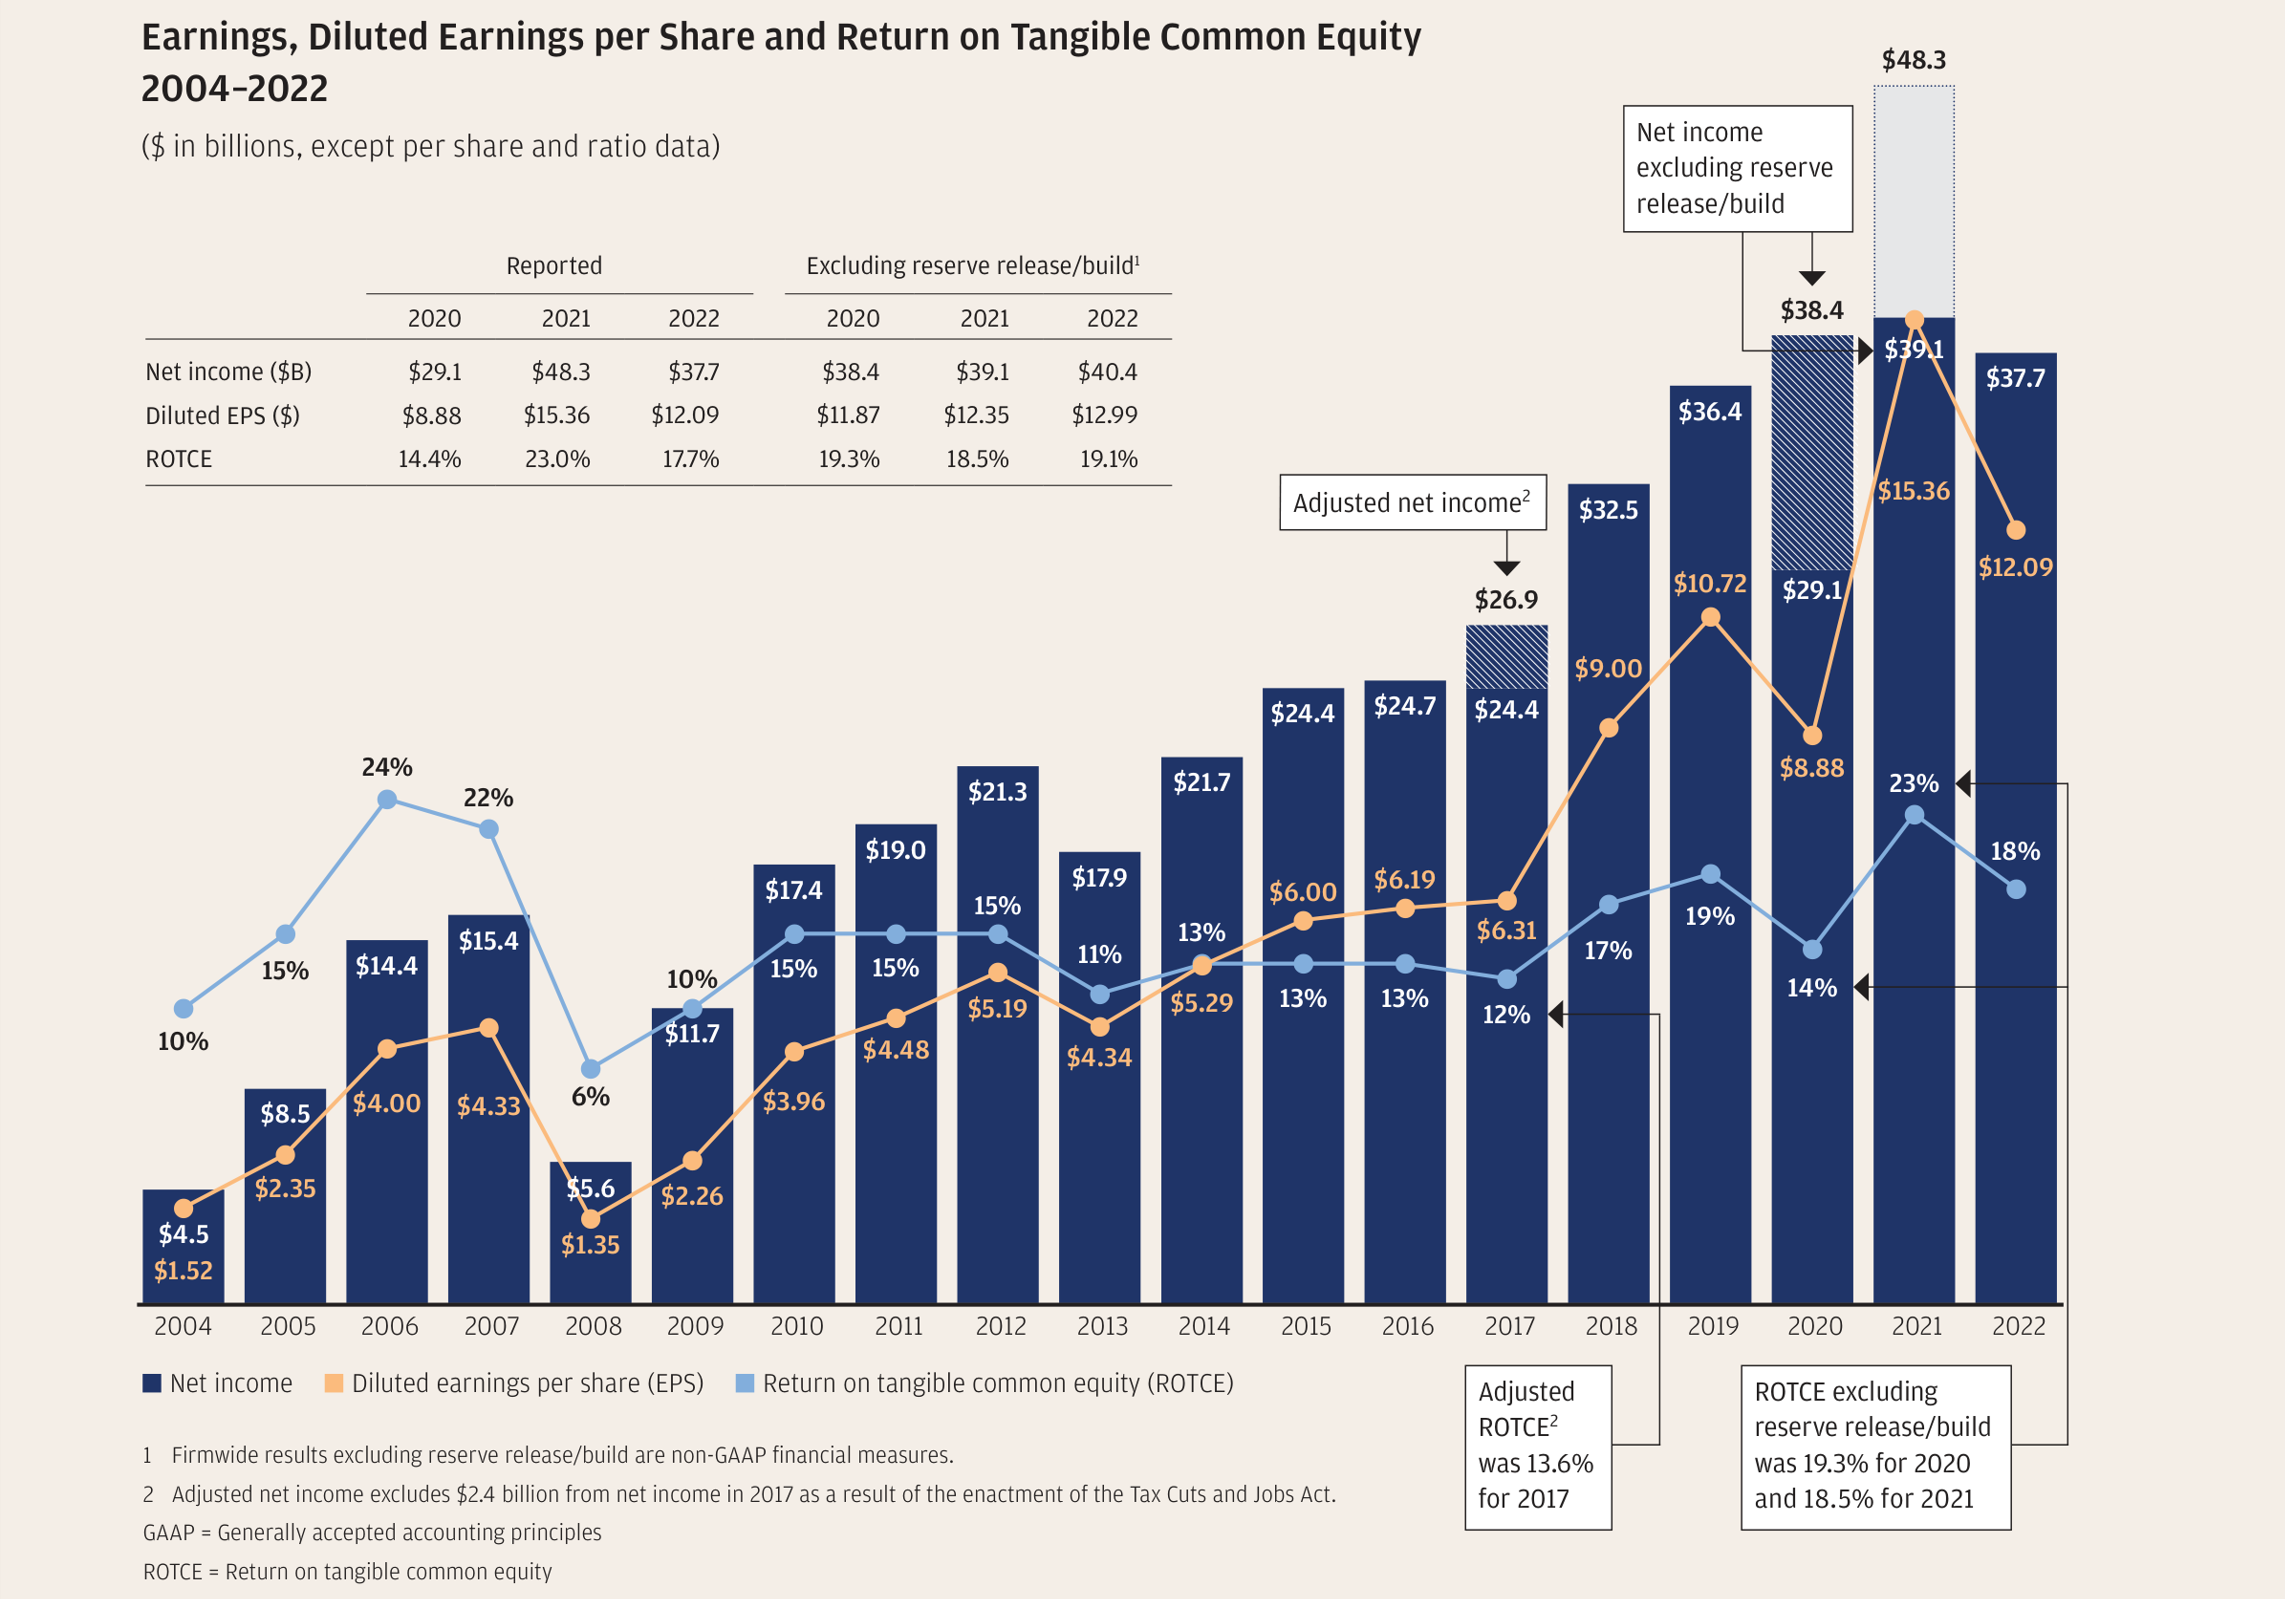 Earnings, Diluted Earnings per Share and Return on Tangible Common Equity
2004–2022
($ in billions, except per share and ratio data)
Reported Excluding reserve release/build1
2020 2021 2022 2020 2021 2022
Net income ($B) $29.1 $48.3 $37.7 $38.4 $39.1 $40.4
Diluted EPS ($) $8.88 $15.36 $12.09 $11.87 $12.35 $12.99
ROTCE 14.4% 23.0% 17.7% 19.3% 18.5% 19.1%
$48.3
Net income
excluding reserve
release/build
$38.4
$39.1
$37.7
$36.4
Adjusted net income2
$15.36
$32.5
$12.09
$10.72
$29.1
$26.9
$9.00
$24.4
$24.7
$24.4
24%
22%
$8.88
$21.3
$21.7
23%
$19.0
18%
$17.4
$17.9
$6.00
$6.19
15%
19%
$14.4
$15.4
$6.31
13%
11%
17%
15%
10%
15%
15%
13%
13%
14%
$5.19
$5.29
12%
10%
$11.7
$4.48
$4.34
6%
$4.00
$4.33
$3.96
$8.5
$2.35
$5.6
$2.26
$4.5
$1.35
$1.52
2004 2005 2006 2007 2008 2009 2010 2011 2012 2013 2014 2015 2016 2017 2018 2019 2020 2021 2022
Net income Diluted earnings per share (EPS) Return on tangible common equity (ROTCE)
Adjusted
ROTCE2
was 13.6%
for 2017
ROTCE excluding
reserve release/build
was 19.3% for 2020
and 18.5% for 2021
1 Firmwide results excluding reserve release/build are non-GAAP financial measures.
2 Adjusted net income excludes $2.4 billion from net income in 2017 as a result of the enactment of the Tax Cuts and Jobs Act.
GAAP = Generally accepted accounting principles
ROTCE = Return on tangible common equity